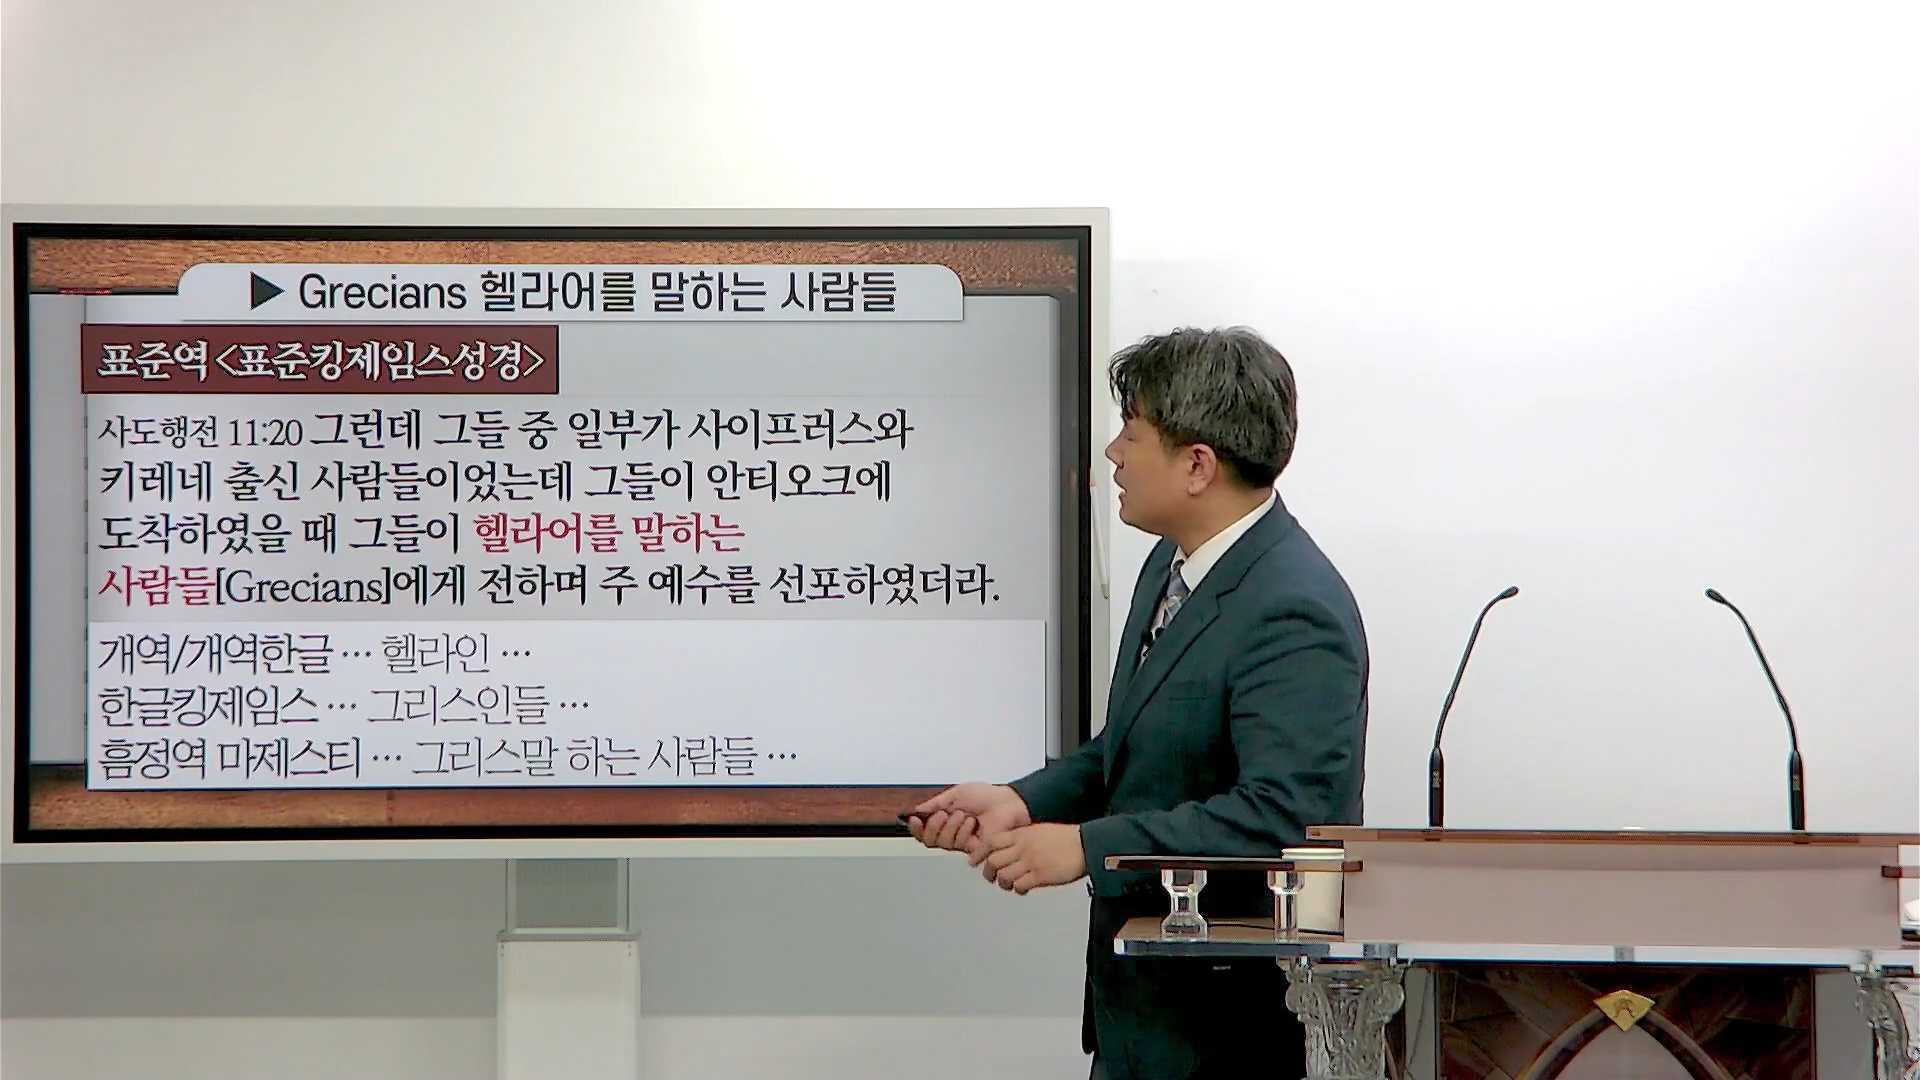 ▶ Grecians 헬라어를 말하는 사람들
표준역 <표준킹제임스성경>
사도행전 11:20 그런데 그들 중 일부가 사이프러스와
키레네 출신 사람들이었는데 그들이 안티오크에
도착하였을 때 그들이 헬라어를 말하는
사람들[Grecians]에게 전하며 주 예수를 선포하였더라.
개역/개역한글 … 헬라인 …
한글킹제임스 … 그리스인들 …
흠정역 마제스티 … 그리스말 하는 사람들 …